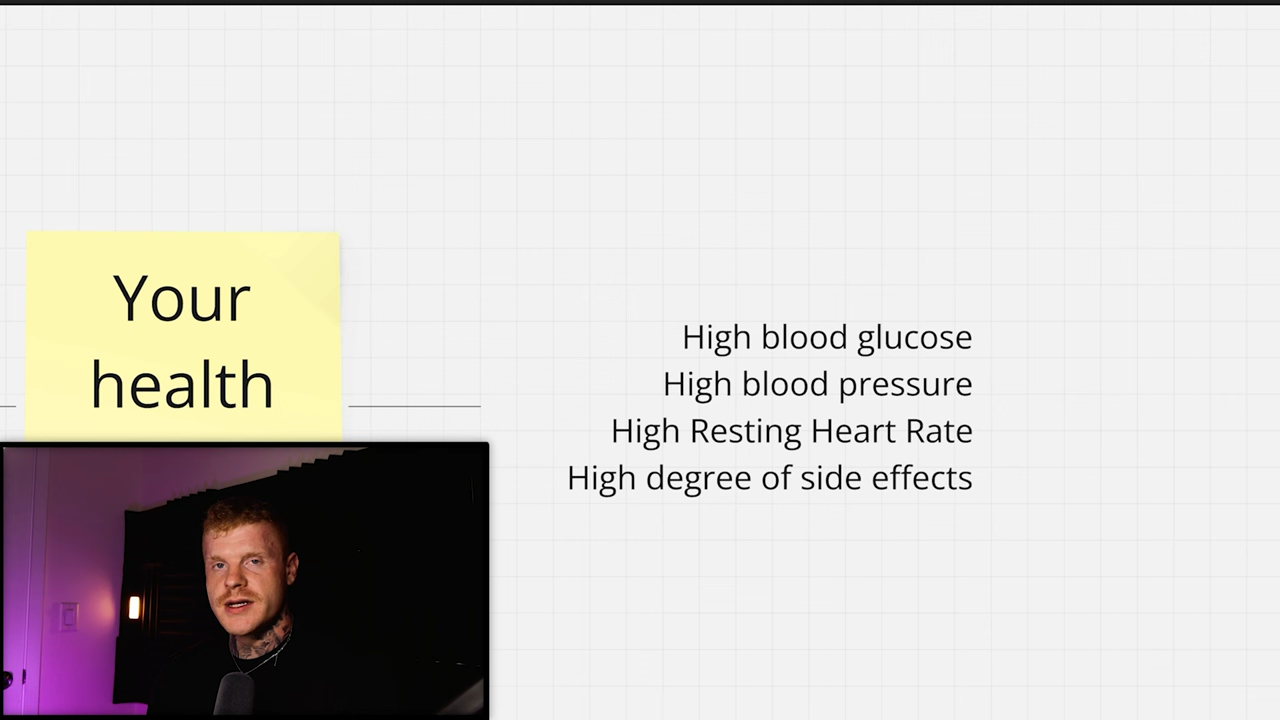 Your
health
High blood glucose
High blood pressure
High Resting Heart Rate
High degree of side effects